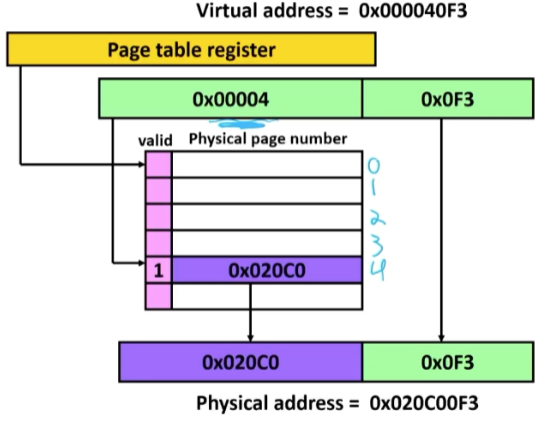 Virtual address = 0x000040F3
Page table register
0x00004 0x0F3
valid Physical page number
0
1
2
3
1 0x020C0 4
0x020C0 0x0F3
Physical address = 0x020C00F3